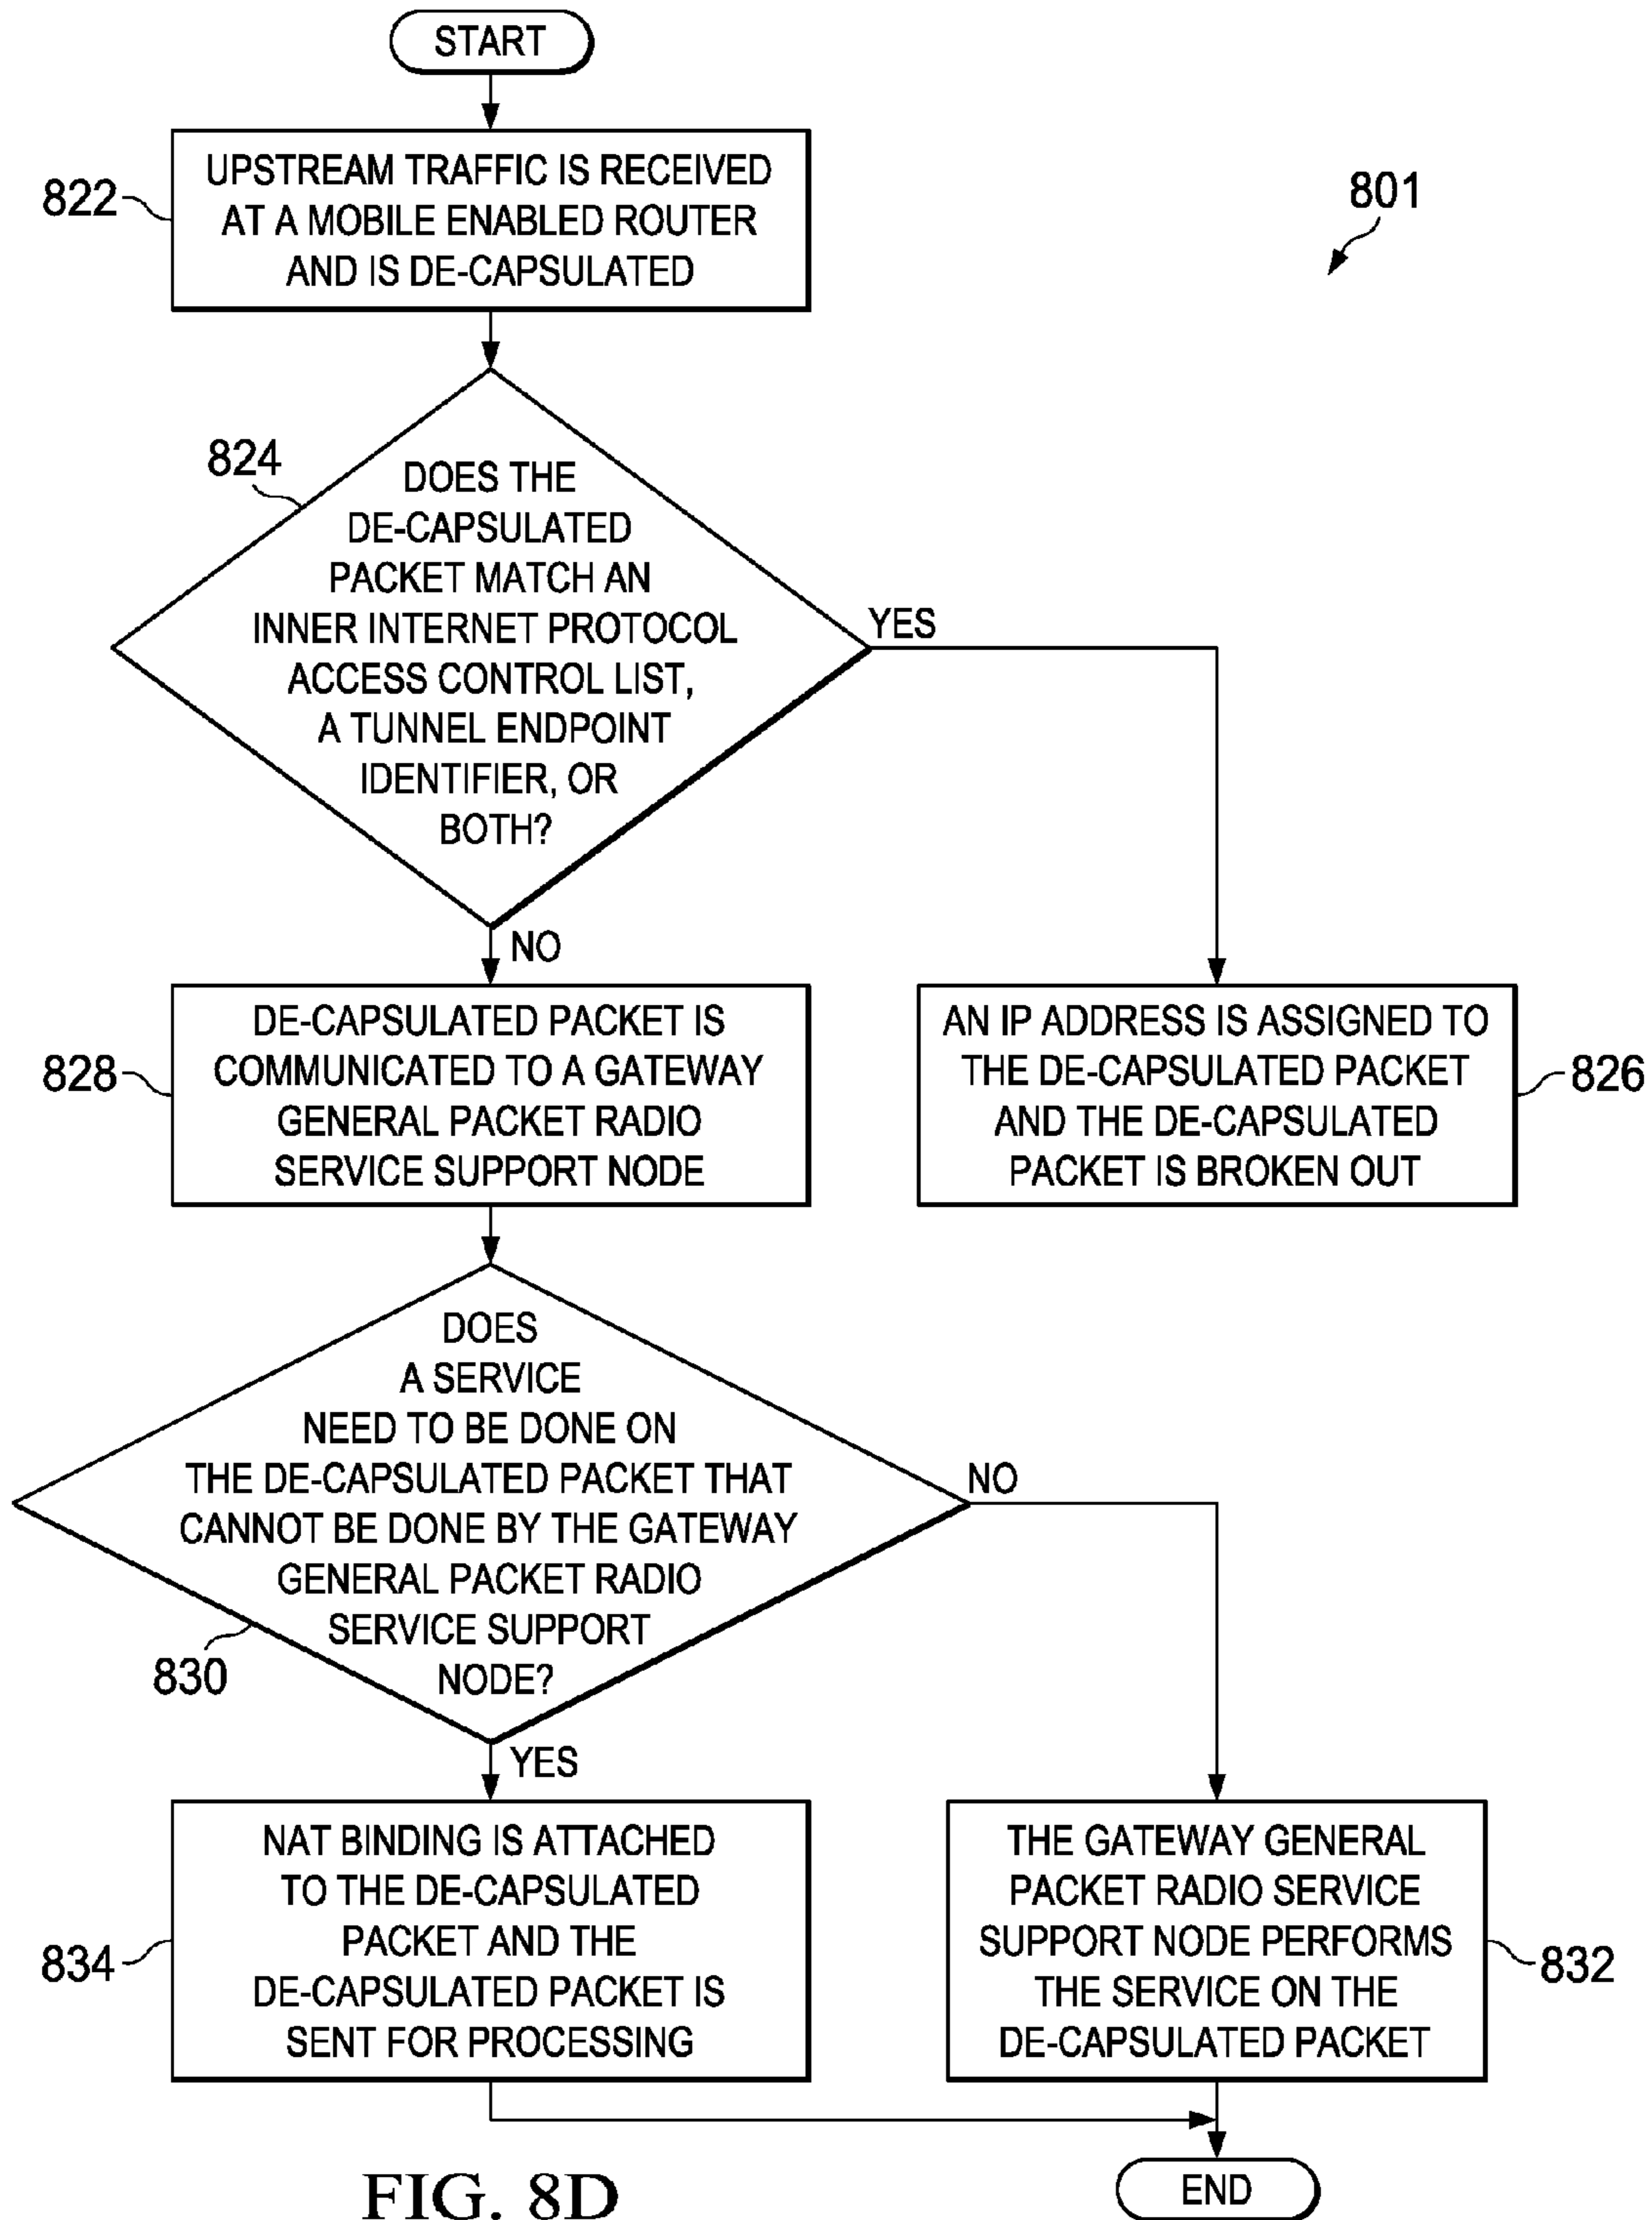 START
UPSTREAM TRAFFIC IS RECEIVED
AT A MOBILE ENABLED ROUTER
AND IS DE-CAPSULATED
822
801
824
DOES THE
DE-CAPSULATED
PACKET MATCH AN
INNER INTERNET PROTOCOL
ACCESS CONTROL LIST,
A TUNNEL ENDPOINT
IDENTIFIER, OR
BOTH?
YES
NO
DE-CAPSULATED PACKET IS
COMMUNICATED TO A GATEWAY
GENERAL PACKET RADIO
SERVICE SUPPORT NODE
828
AN IP ADDRESS IS ASSIGNED TO
THE DE-CAPSULATED PACKET
AND THE DE-CAPSULATED
PACKET IS BROKEN OUT
826
DOES
A SERVICE
NEED TO BE DONE ON
THE DE-CAPSULATED PACKET THAT
CANNOT BE DONE BY THE GATEWAY
GENERAL PACKET RADIO
SERVICE SUPPORT
NODE?
830
NO
YES
NAT BINDING IS ATTACHED
TO THE DE-CAPSULATED
PACKET AND THE
DE-CAPSULATED PACKET IS
SENT FOR PROCESSING
834
THE GATEWAY GENERAL
PACKET RADIO SERVICE
SUPPORT NODE PERFORMS
THE SERVICE ON THE
DE-CAPSULATED PACKET
832
END
FIG. 8D